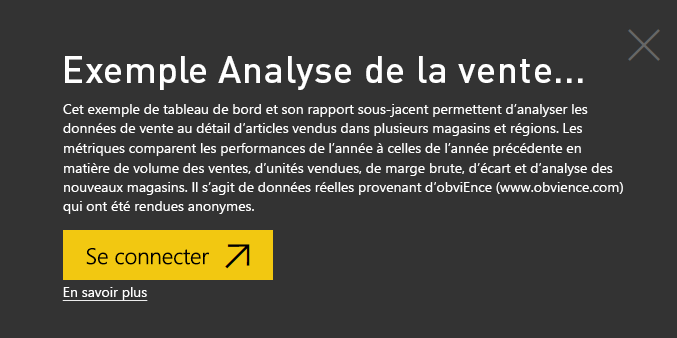 Exemple Analyse de la vente...
Cet exemple de tableau de bord et son rapport sous-jacent permettent d’analyser les
données de vente au détail d’articles vendus dans plusieurs magasins et régions. Les
métriques comparent les performances de l’année à celles de l’année précédente en
matière de volume des ventes, d’unités vendues, de marge brute, d’écart et d’analyse des
nouveaux magasins. Il s’agit de données réelles provenant d’obviEnce (www.obvience.com)
qui ont été rendues anonymes.
Se connecter
En savoir plus